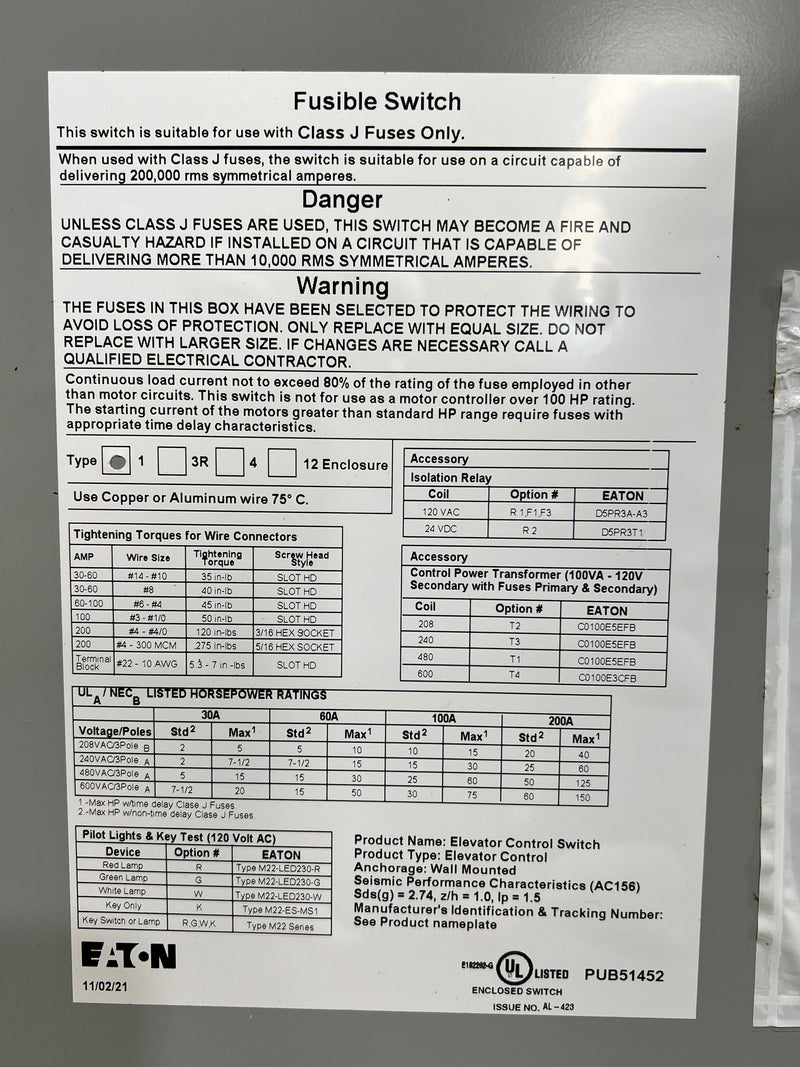 Fusible Switch
This switch is suitable for use with Class J Fuses Only.
When used with Class J fuses, the switch is suitable for use on a circuit capable of
delivering 200,000 rms symmetrical amperes.
Danger
UNLESS CLASS J FUSES ARE USED, THIS SWITCH MAY BECOME A FIRE AND
CASUALTY HAZARD IF INSTALLED ON A CIRCUIT THAT IS CAPABLE OF
DELIVERING MORE THAN 10,000 RMS SYMMETRICAL AMPERES.
Warning
THE FUSES IN THIS BOX HAVE BEEN SELECTED TO PROTECT THE WIRING TO
AVOID LOSS OF PROTECTION. ONLY REPLACE WITH EQUAL SIZE. DO NOT
REPLACE WITH LARGER SIZE. IF CHANGES ARE NECESSARY CALL A
QUALIFIED ELECTRICAL CONTRACTOR.
Continuous load current not to exceed 80% of the rating of the fuse employed in other
than motor circuits. This switch is not for use as a motor controller over 100 HP rating.
The starting current of the motors greater than standard HP range require fuses with
appropriate time delay characteristics.
Type 1 3R 4 12 Enclosure
Use Copper or Aluminum wire 75° C.
Accessory
Isolation Relay
Coil Option # EATON
120 VAC R 1,F1,F3 D5PR3A-A3
24 VDC R 2 D5PR3T1
Tightening Torques for Wire Connectors
AMP Wire Size Tightening Torque Screw Head Style
30-60 #14 - #10 35 in-lb SLOT HD
30-60 #8 40 in-lb SLOT HD
60-100 #6 - #4 45 in-lb SLOT HD
100 #3 - #1/0 50 in-lb SLOT HD
200 #4 - #4/0 120 in-lbs 3/16 HEX SOCKET
200 #4 - 300 MCM .275 in-lbs 5/16 HEX SOCKET
Terminal Block #22 - 10 AWG 5.3 - 7 in.-lbs SLOT HD
Accessory
Control Power Transformer (100VA - 120V
Secondary with Fuses Primary & Secondary)
Coil Option # EATON
208 T2 C0100E5EFB
240 T3 C0100E5EFB
480 T1 C0100E5EFB
600 T4 C0100E3CFB
UL A / NEC B LISTED HORSEPOWER RATINGS
30A 60A 100A 200A
Voltage/Poles Std2 Max1 Std2 Max1 Std2 Max1 Std2 Max1
208VAC/3Pole B 2 5 5 10 10 15 20 40
240VAC/3Pole A 2 7-1/2 7-1/2 15 15 30 25 60
480VAC/3Pole A 5 15 15 30 25 60 50 125
600VAC/3Pole A 7-1/2 20 15 50 30 75 60 150
1 -Max HP w/time delay Clase J Fuses
2 -Max HP w/non-time delay Clase J Fuses.
Pilot Lights & Key Test (120 Volt AC)
Device Option # EATON
Red Lamp R Type M22-LED230-R
Green Lamp G Type M22-LED230-G
White Lamp W Type M22-LED230-W
Key Only K Type M22-ES-MS1
Key Switch or Lamp R,G,W,K Type M22 Series
Product Name: Elevator Control Switch
Product Type: Elevator Control
Anchorage: Wall Mounted
Seismic Performance Characteristics (AC156)
Sds(g) = 2.74, z/h = 1.0, Ip = 1.5
Manufacturer's Identification & Tracking Number:
See Product nameplate
EATON
11/02/21
E182262-G UL LISTED PUB51452
ENCLOSED SWITCH
ISSUE NO. AL-423